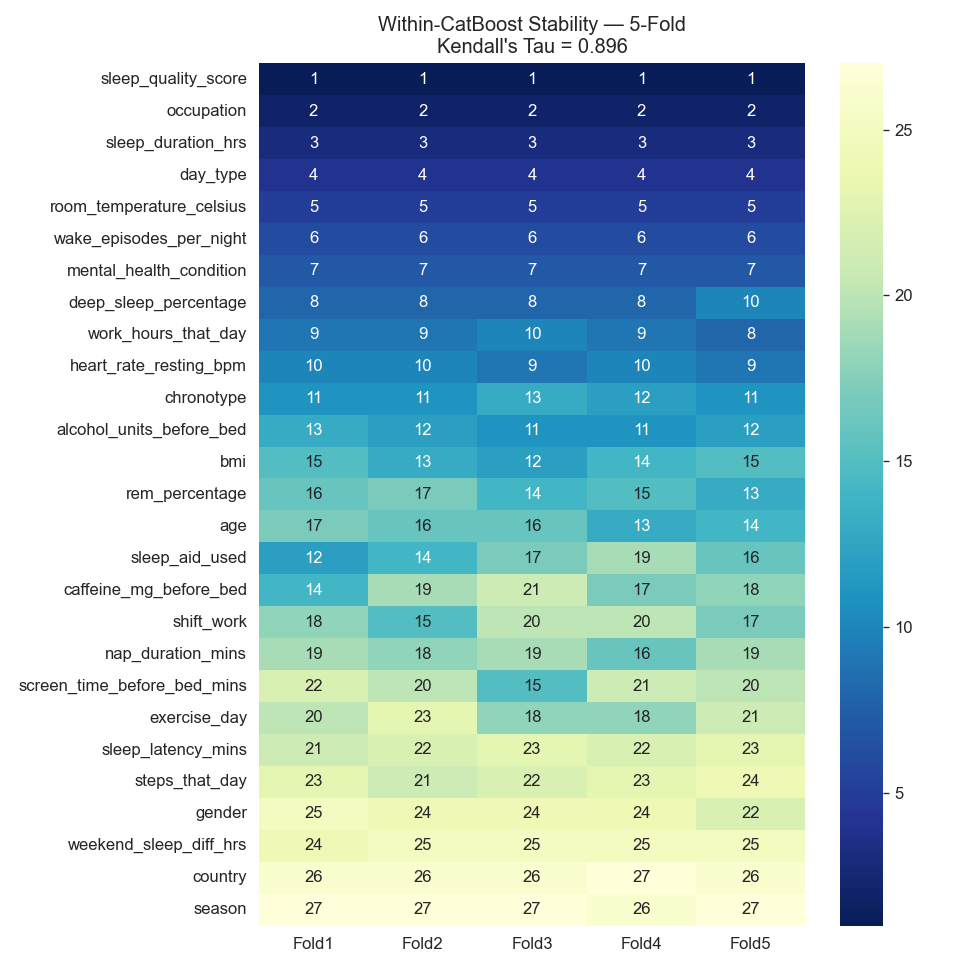 Within-CatBoost Stability — 5-Fold
Kendall's Tau = 0.896
sleep_quality_score 1 1 1 1 1
occupation 2 2 2 2 2
sleep_duration_hrs 3 3 3 3 3
day_type 4 4 4 4 4
room_temperature_celsius 5 5 5 5 5
wake_episodes_per_night 6 6 6 6 6
mental_health_condition 7 7 7 7 7
deep_sleep_percentage 8 8 8 8 10
work_hours_that_day 9 9 10 9 8
heart_rate_resting_bpm 10 10 9 10 9
chronotype 11 11 13 12 11
alcohol_units_before_bed 13 12 11 11 12
bmi 15 13 12 14 15
rem_percentage 16 17 14 15 13
age 17 16 16 13 14
sleep_aid_used 12 14 17 19 16
caffeine_mg_before_bed 14 19 21 17 18
shift_work 18 15 20 20 17
nap_duration_mins 19 18 19 16 19
screen_time_before_bed_mins 22 20 15 21 20
exercise_day 20 23 18 18 21
sleep_latency_mins 21 22 23 22 23
steps_that_day 23 21 22 23 24
gender 25 24 24 24 22
weekend_sleep_diff_hrs 24 25 25 25 25
country 26 26 26 27 26
season 27 27 27 26 27
Fold1 Fold2 Fold3 Fold4 Fold5
25
20
15
10
5